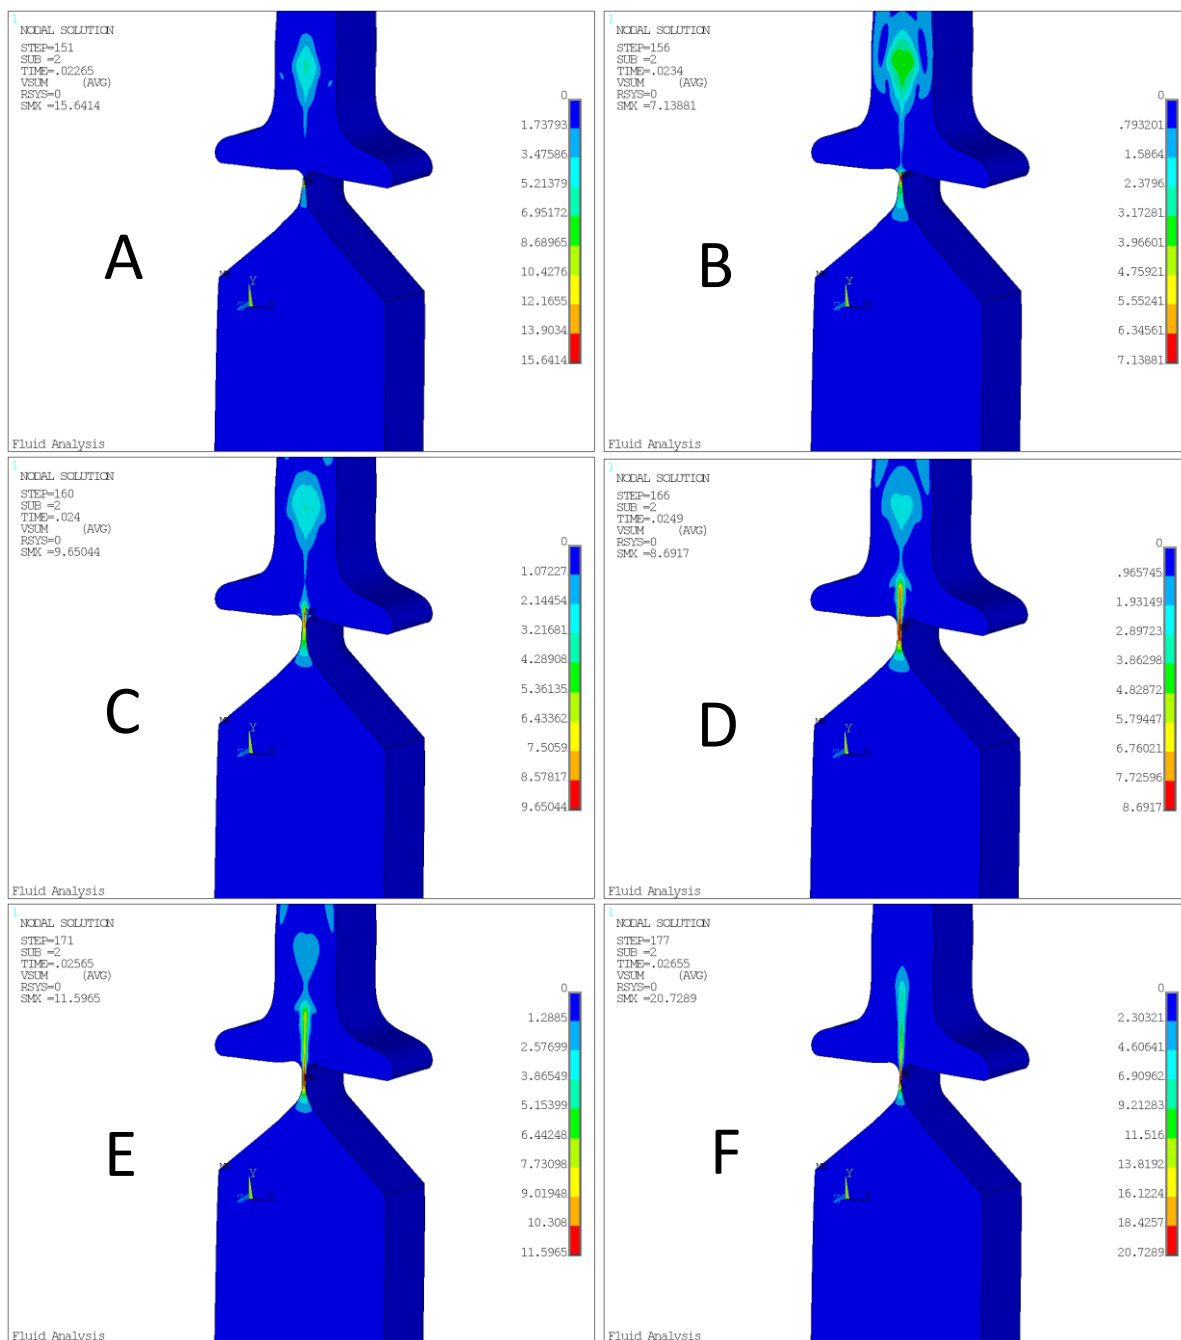 1
NODAL SOLUTION
STEP=151
SUB =2
TIME=.02265
VSUM (AVG)
RSYS=0
SMX =15.6414
0
1.73793
3.47586
5.21379
6.95172
8.68965
10.4276
12.1655
13.9034
15.6414
A
Y
Z X
Fluid Analysis
1
NODAL SOLUTION
STEP=156
SUB =2
TIME=.0234
VSUM (AVG)
RSYS=0
SMX =7.13881
0
.793201
1.5864
2.3796
3.17281
3.96601
4.75921
5.55241
6.34561
7.13881
B
Y
Z X
Fluid Analysis
1
NODAL SOLUTION
STEP=160
SUB =2
TIME=.024
VSUM (AVG)
RSYS=0
SMX =9.65044
0
1.07227
2.14454
3.21681
4.28908
5.36135
6.43362
7.5059
8.57817
9.65044
C
Y
Z X
Fluid Analysis
1
NODAL SOLUTION
STEP=166
SUB =2
TIME=.0249
VSUM (AVG)
RSYS=0
SMX =8.6917
0
.965745
1.93149
2.89723
3.86298
4.82872
5.79447
6.76021
7.72596
8.6917
D
Y
Z X
Fluid Analysis
1
NODAL SOLUTION
STEP=171
SUB =2
TIME=.02565
VSUM (AVG)
RSYS=0
SMX =11.5965
0
1.2885
2.57699
3.86549
5.15399
6.44248
7.73098
9.01948
10.308
11.5965
E
Y
Z X
Fluid Analysis
1
NODAL SOLUTION
STEP=177
SUB =2
TIME=.02655
VSUM (AVG)
RSYS=0
SMX =20.7289
0
2.30321
4.60641
6.90962
9.21283
11.516
13.8192
16.1224
18.4257
20.7289
F
Y
Z X
Fluid Analysis